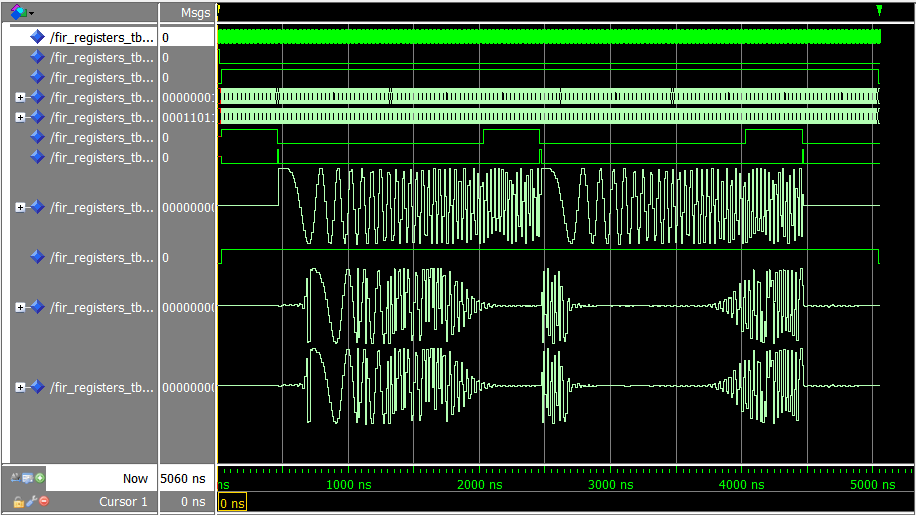 Msgs
/fir_registers_tb... 0
/fir_registers_tb... 0
/fir_registers_tb... 0
/fir_registers_tb... 00000001
/fir_registers_tb... 00011011
/fir_registers_tb... 0
/fir_registers_tb... 0
/fir_registers_tb... 00000000
/fir_registers_tb... 0
/fir_registers_tb... 00000000
/fir_registers_tb... 00000000
Now 5060 ns
ns 1000 ns 2000 ns 3000 ns 4000 ns 5000 ns
Cursor 1 0 ns 0 ns